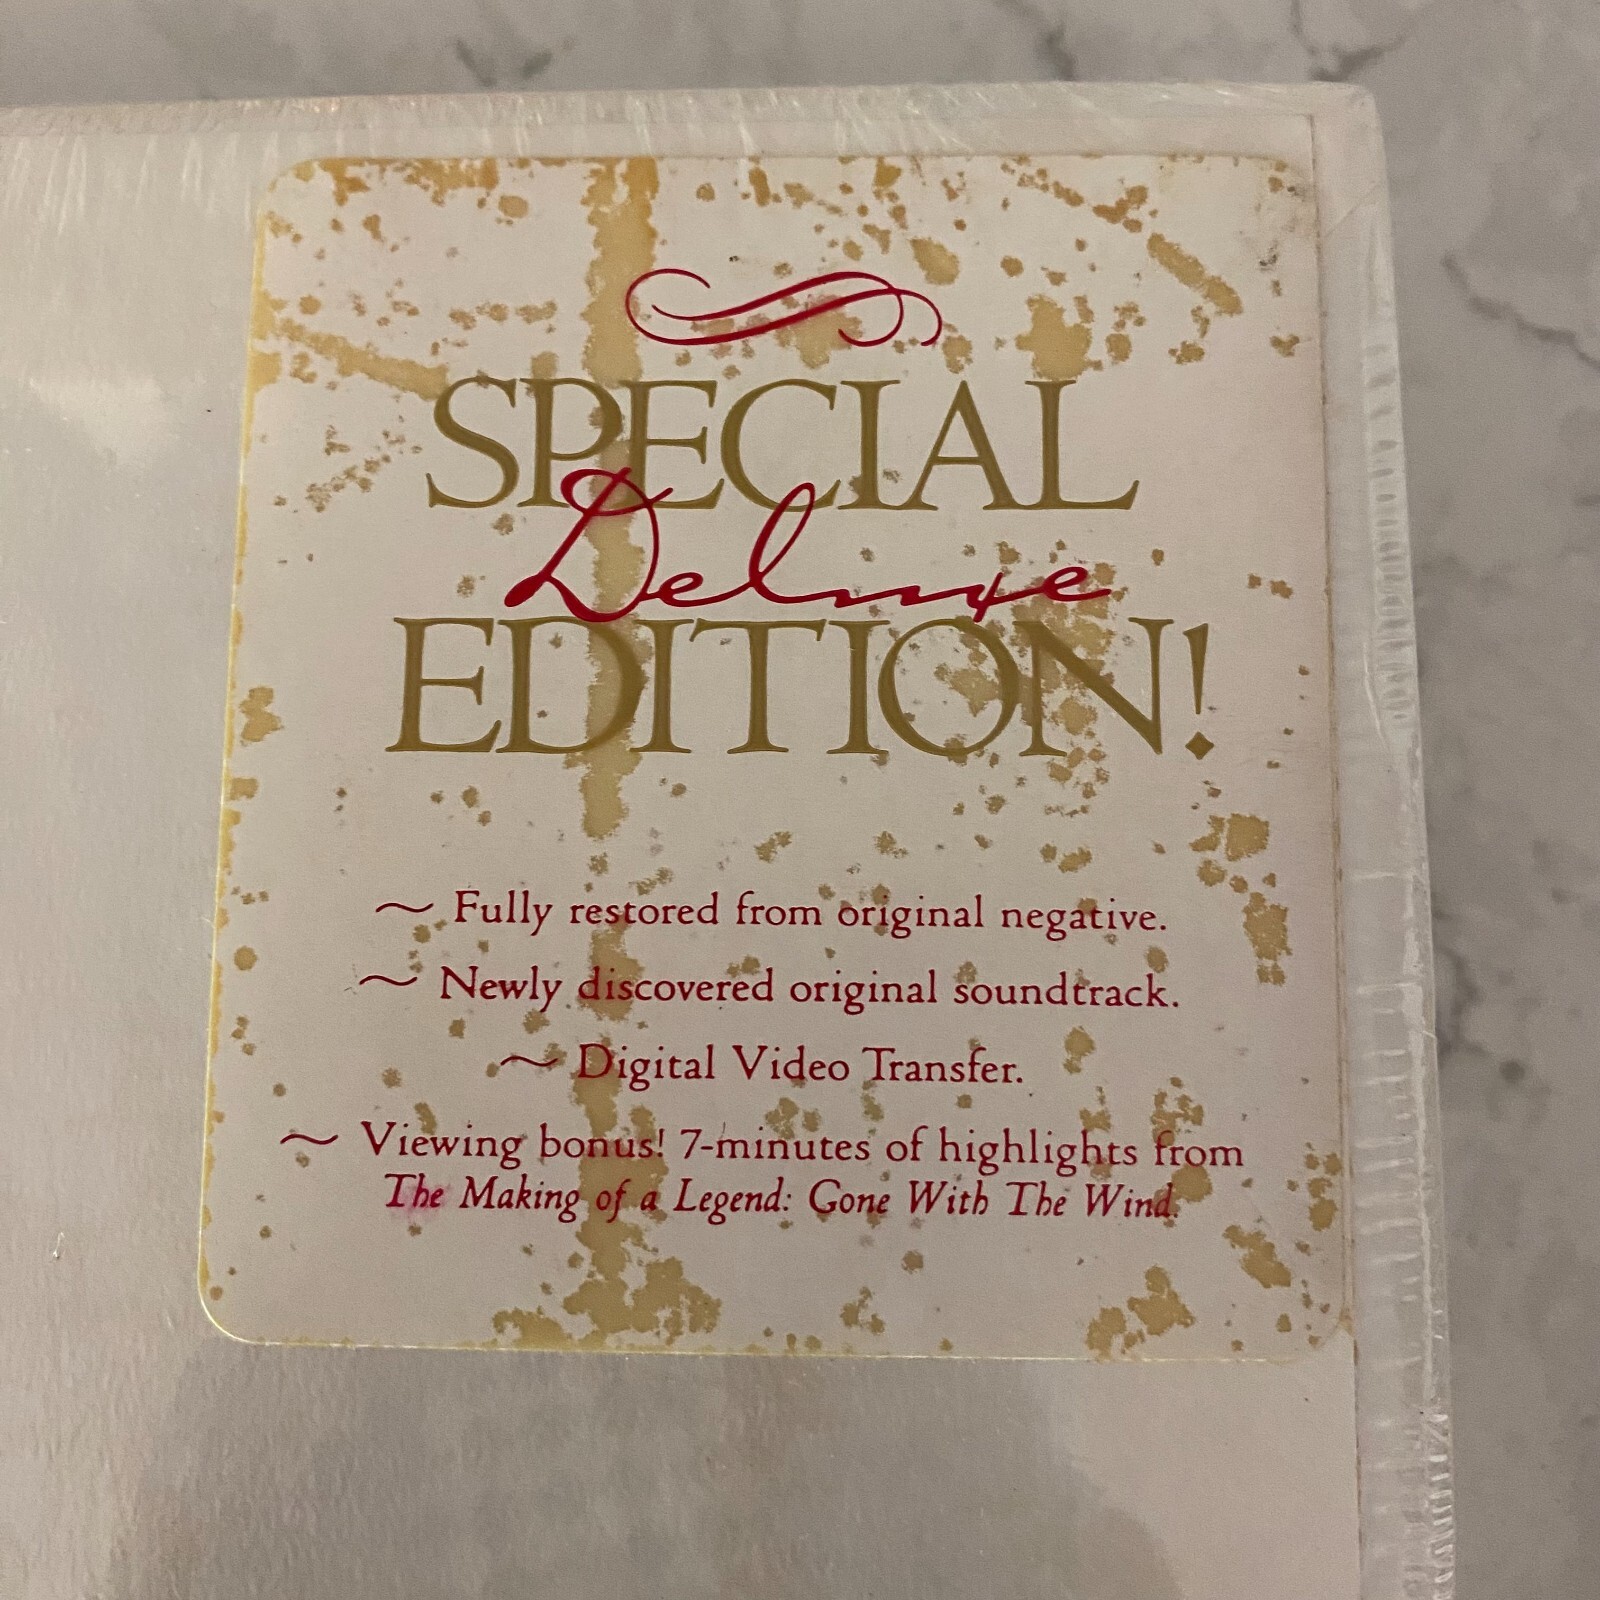 SPECIAL
Deluxe
EDITION!
~ Fully restored from original negative.
~ Newly discovered original soundtrack.
~ Digital Video Transfer.
~ Viewing bonus! 7-minutes of highlights from
The Making of a Legend: Gone With The Wind.